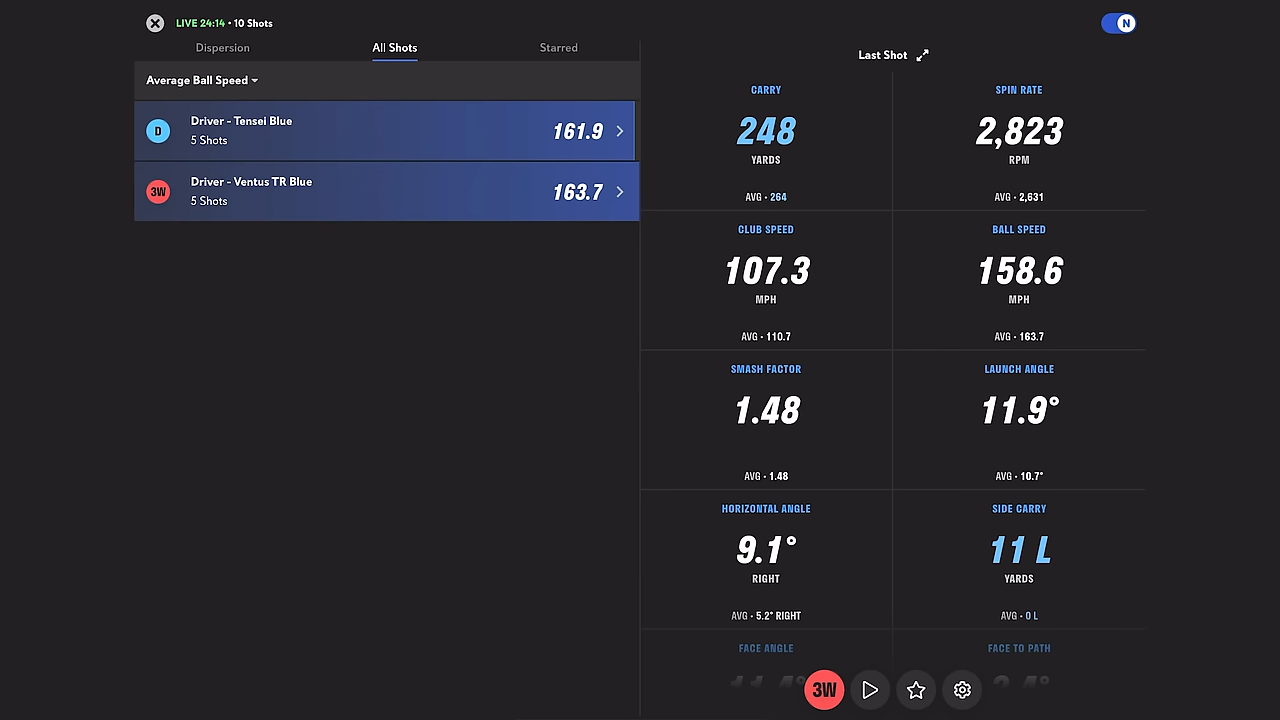 LIVE 24:14 • 10 Shots
N
Dispersion
All Shots
Starred
Average Ball Speed
D
Driver - Tensei Blue
5 Shots
161.9
3W
Driver - Ventus TR Blue
5 Shots
163.7
Last Shot
CARRY
248
YARDS
AVG • 264
SPIN RATE
2,823
RPM
AVG • 2,631
CLUB SPEED
107.3
MPH
AVG • 110.7
BALL SPEED
158.6
MPH
AVG • 163.7
SMASH FACTOR
1.48
AVG • 1.48
LAUNCH ANGLE
11.9°
AVG • 10.7°
HORIZONTAL ANGLE
9.1°
RIGHT
AVG • 5.2° RIGHT
SIDE CARRY
11 L
YARDS
AVG • 0 L
FACE ANGLE
FACE TO PATH
3W